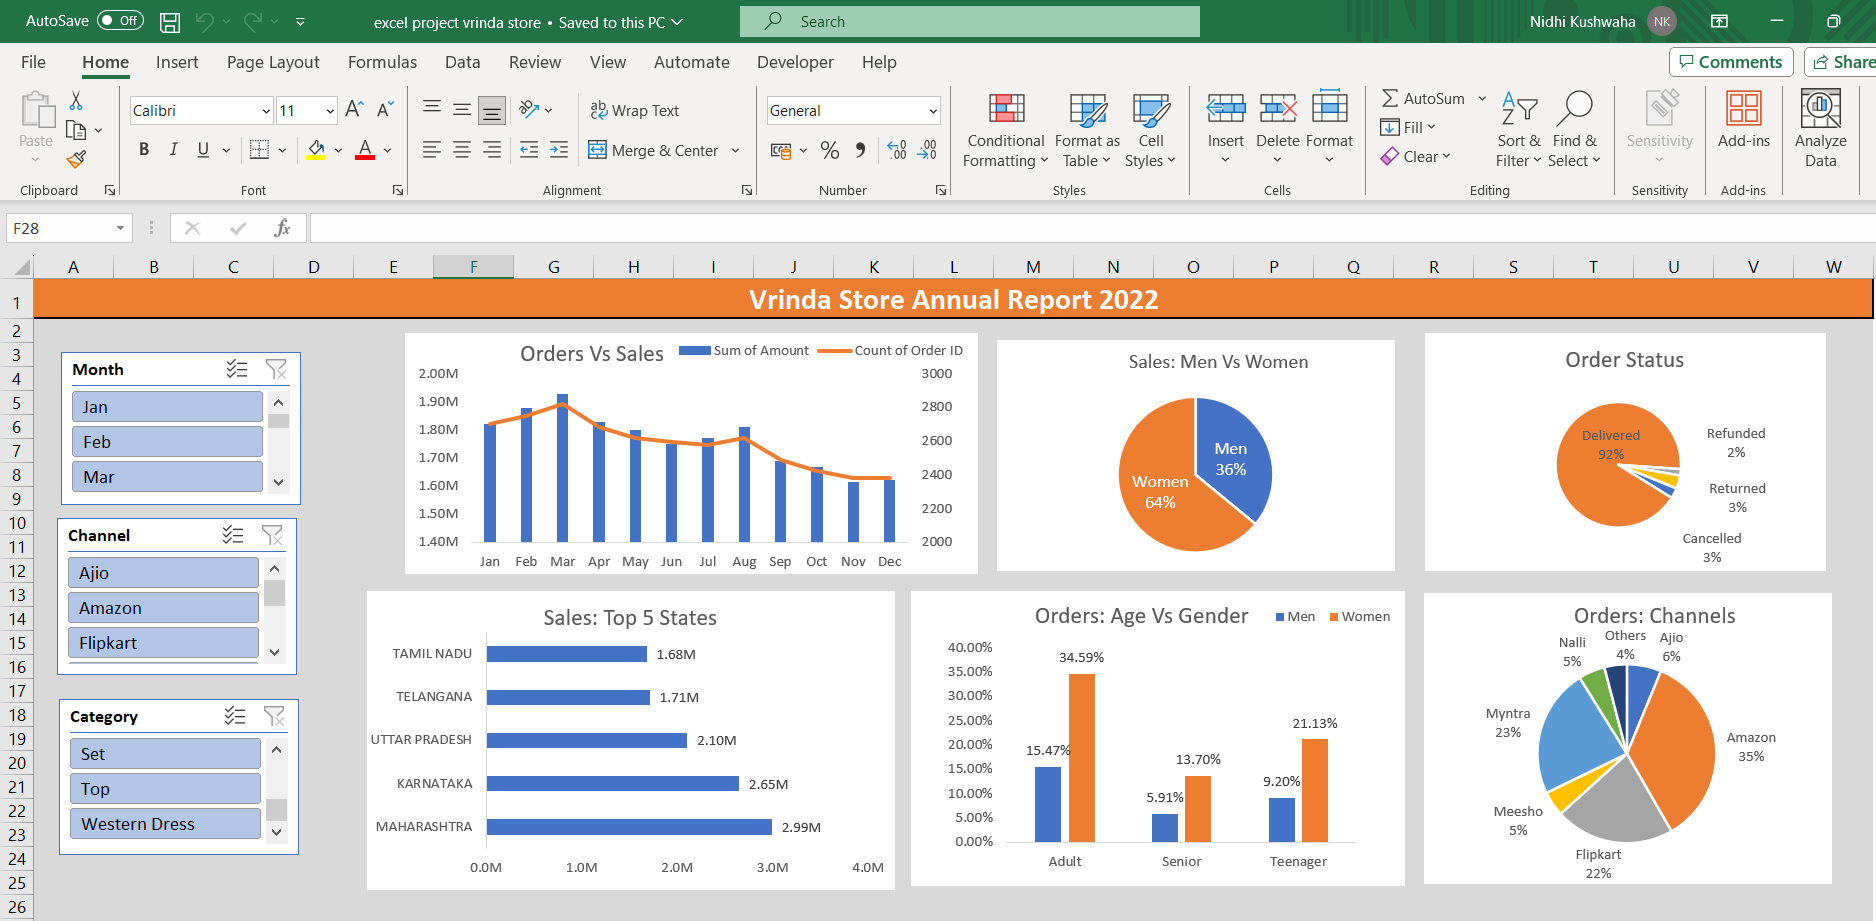 AutoSave Off excel project vrinda store • Saved to this PC Search Nidhi Kushwaha NK
File Home Insert Page Layout Formulas Data Review View Automate Developer Help Comments Share
Paste
Calibri 11
B I U A
Wrap Text
Merge & Center
General
% .00
Conditional Formatting
Format as Table
Cell Styles
Insert Delete Format
AutoSum
Fill
Clear
Sort & Filter
Find & Select
Sensitivity
Add-ins
Analyze Data
Clipboard Font Alignment Number Styles Cells Editing Sensitivity Add-ins
F28 fx
A B C D E F G H I J K L M N O P Q R S T U V W
1
2
3
4
5
6
7
8
9
10
11
12
13
14
15
16
17
18
19
20
21
22
23
24
25
26
Vrinda Store Annual Report 2022
Month
Jan
Feb
Mar
Channel
Ajio
Amazon
Flipkart
Category
Set
Top
Western Dress
Orders Vs Sales Sum of Amount Count of Order ID
2.00M 3000
1.90M 2800
1.80M 2600
1.70M
1.60M 2400
1.50M 2200
1.40M 2000
Jan Feb Mar Apr May Jun Jul Aug Sep Oct Nov Dec
Sales: Men Vs Women
Men
36%
Women
64%
Order Status
Delivered
92%
Refunded
2%
Returned
3%
Cancelled
3%
Sales: Top 5 States
TAMIL NADU 1.68M
TELANGANA 1.71M
UTTAR PRADESH 2.10M
KARNATAKA 2.65M
MAHARASHTRA 2.99M
0.0M 1.0M 2.0M 3.0M 4.0M
Orders: Age Vs Gender Men Women
40.00%
35.00%
30.00%
25.00%
20.00%
15.00%
10.00%
5.00%
0.00%
15.47% 34.59%
5.91% 13.70%
9.20% 21.13%
Adult Senior Teenager
Orders: Channels
Nalli
5%
Others
4%
Ajio
6%
Myntra
23%
Amazon
35%
Meesho
5%
Flipkart
22%